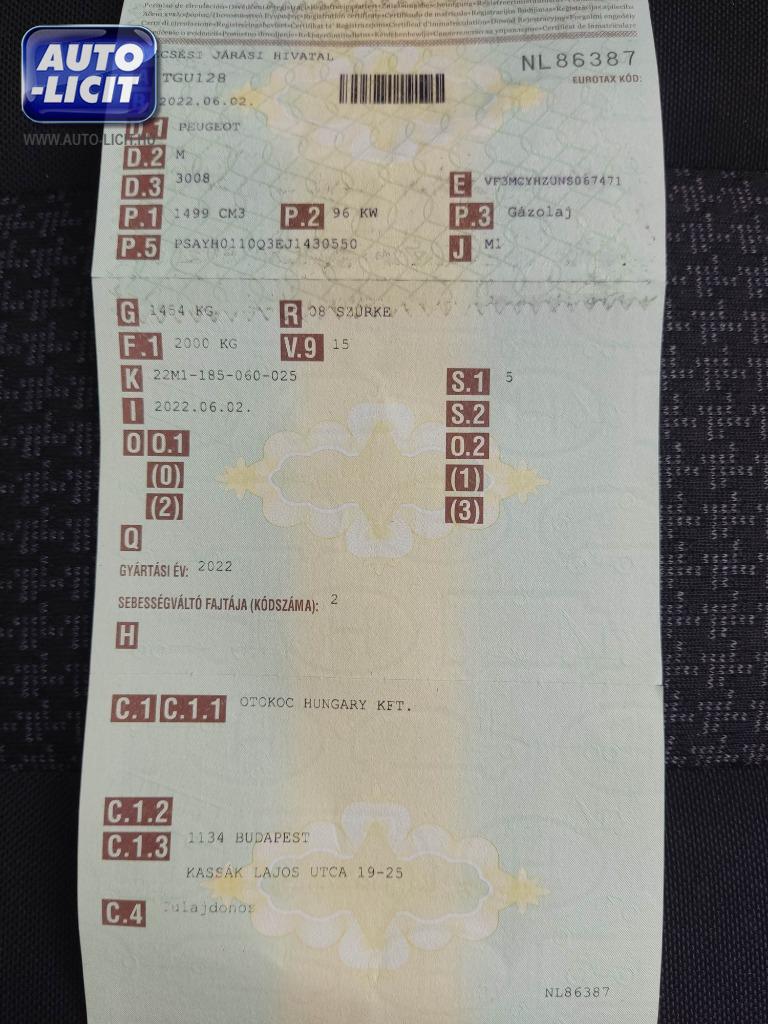 AUTO
-LICIT
WWW.AUTO-LICIT.HU
CSÉSI JÁRÁSI HIVATAL
NL86387
EUROTAX KÓD:
TGU128
B 2022.06.02.
D.1 PEUGEOT
D.2 M
D.3 3008 E VF3MCYHZUNS067471
P.1 1499 CM3 P.2 96 KW P.3 Gázolaj
P.5 PSAYH0110Q3EJ1430550 J M1
G 1454 KG R 08 SZÜRKE
F.1 2000 KG V.9 15
K 22M1-185-060-025 S.1 5
I 2022.06.02. S.2
O O.1 O.2
(0) (1)
(2) (3)
Q
GYÁRTÁSI ÉV: 2022
SEBESSÉGVÁLTÓ FAJTÁJA (KÓDSZÁMA): 2
H
C.1 C.1.1 OTOKOC HUNGARY KFT.
C.1.2
C.1.3 1134 BUDAPEST
KASSÁK LAJOS UTCA 19-25
C.4 Tulajdonos
NL86387